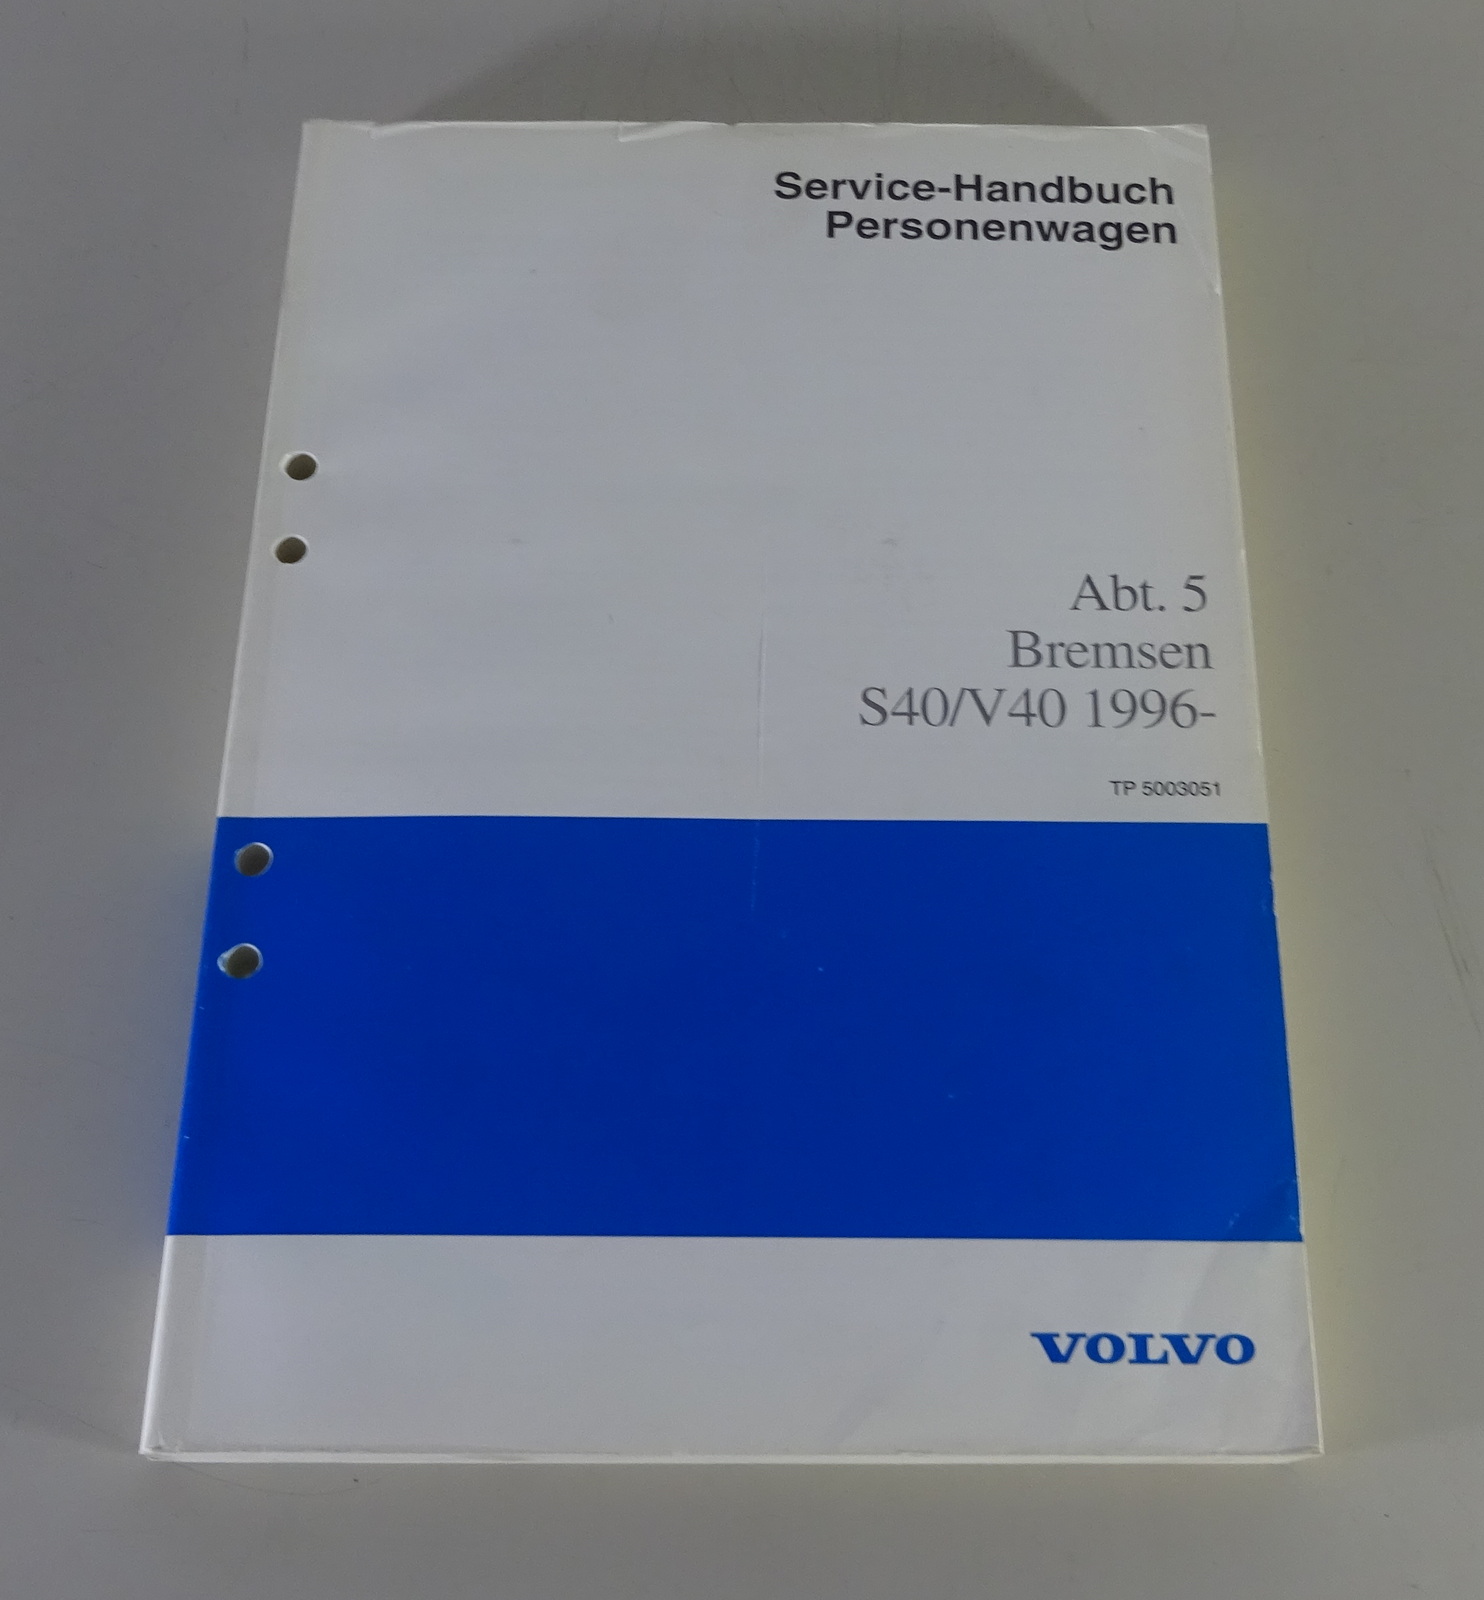 Service-Handbuch
Personenwagen
Abt. 5
Bremsen
S40/V40 1996-
TP 5003051
VOLVO